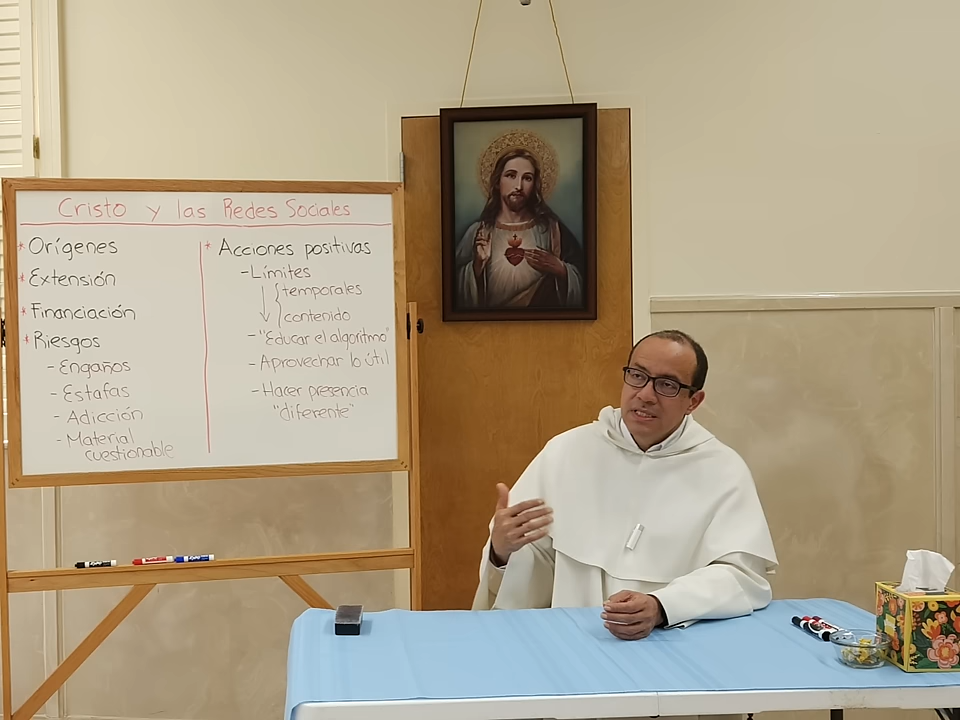 Cristo y las Redes Sociales
* Orígenes
* Extensión
* Financiación
* Riesgos
- Engaños
- Estafas
- Adicción
- Material
cuestionable
* Acciones positivas
- Límites
temporales
contenido
- "Educar el algoritmo"
- Aprovechar lo útil
- Hacer presencia
"diferente"